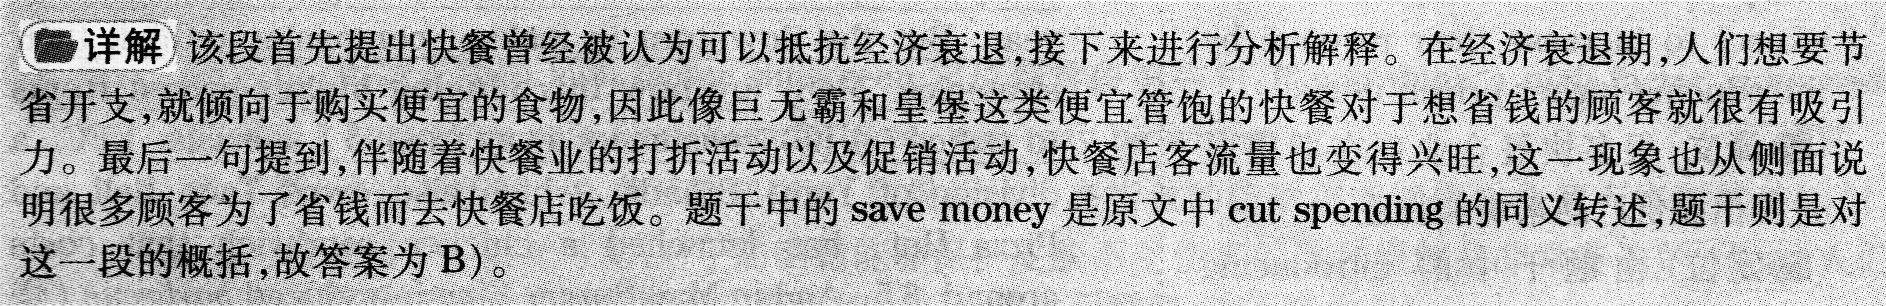 详解 该段首先提出快餐曾经被认为可以抵抗经济衰退,接下来进行分析解释。在经济衰退期,人们想要节
省开支,就倾向于购买便宜的食物,因此像巨无霸和皇堡这类便宜管饱的快餐对于想省钱的顾客就很有吸引
力。最后一句提到,伴随着快餐业的打折活动以及促销活动,快餐店客流量也变得兴旺,这一现象也从侧面说
明很多顾客为了省钱而去快餐店吃饭。题干中的 save money 是原文中 cut spending 的同义转述,题干则是对
这一段的概括,故答案为 B)。